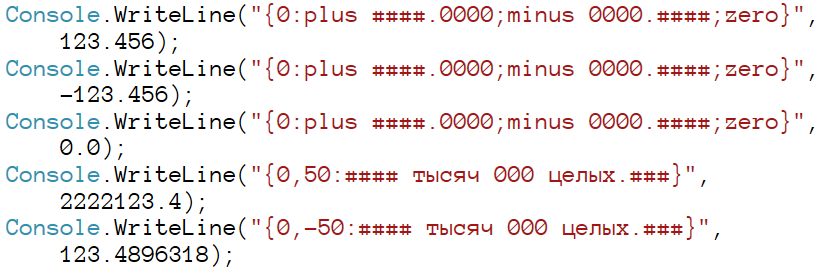 Console.WriteLine("{0:plus ####.0000;minus 0000.####;zero}",
123.456);
Console.WriteLine("{0:plus ####.0000;minus 0000.####;zero}",
-123.456);
Console.WriteLine("{0:plus ####.0000;minus 0000.####;zero}",
0.0);
Console.WriteLine("{0,50:#### тысяч 000 целых.###}",
2222123.4);
Console.WriteLine("{0,-50:#### тысяч 000 целых.###}",
123.4896318);